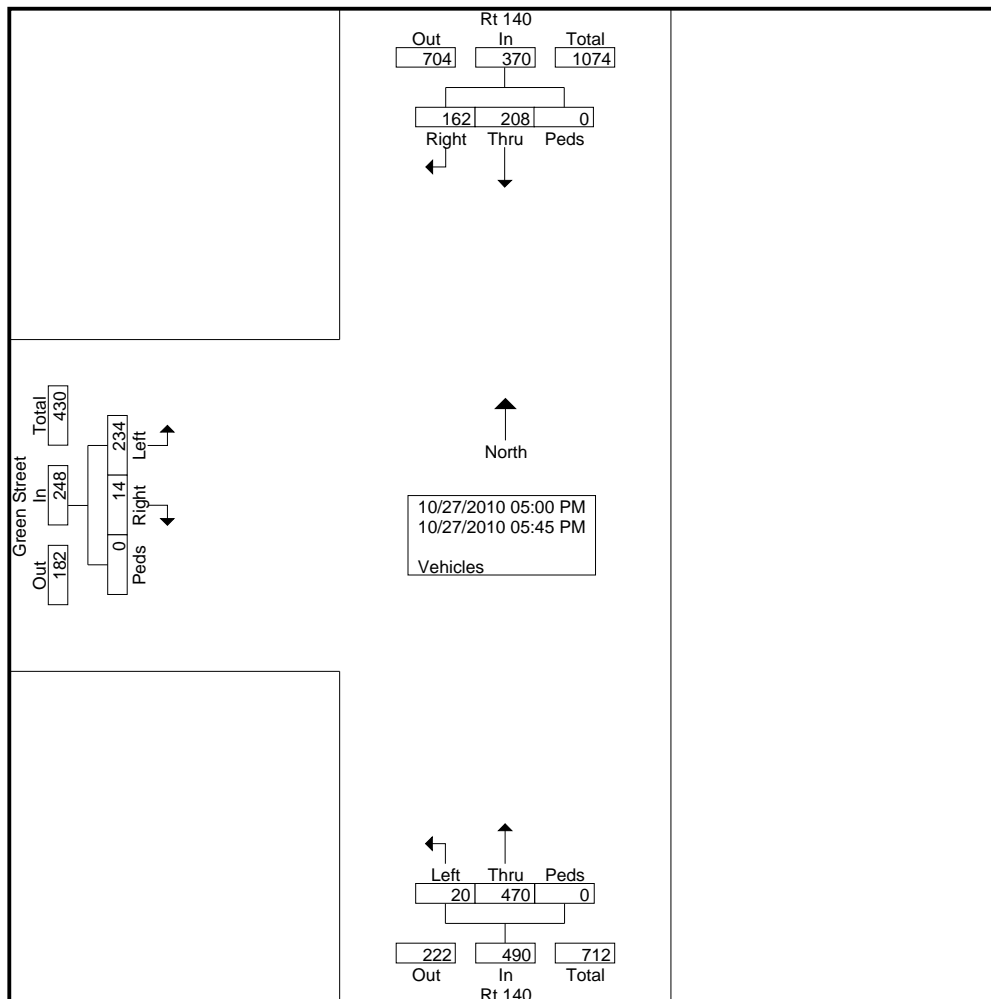 Rt 140
Out In Total
704 370 1074
162 208 0
Right Thru Peds
Green Street
Out In Total
182 248 430
0 14 234
Peds Right Left
North
10/27/2010 05:00 PM
10/27/2010 05:45 PM
Vehicles
Left Thru Peds
20 470 0
222 490 712
Out In Total
Rt 140